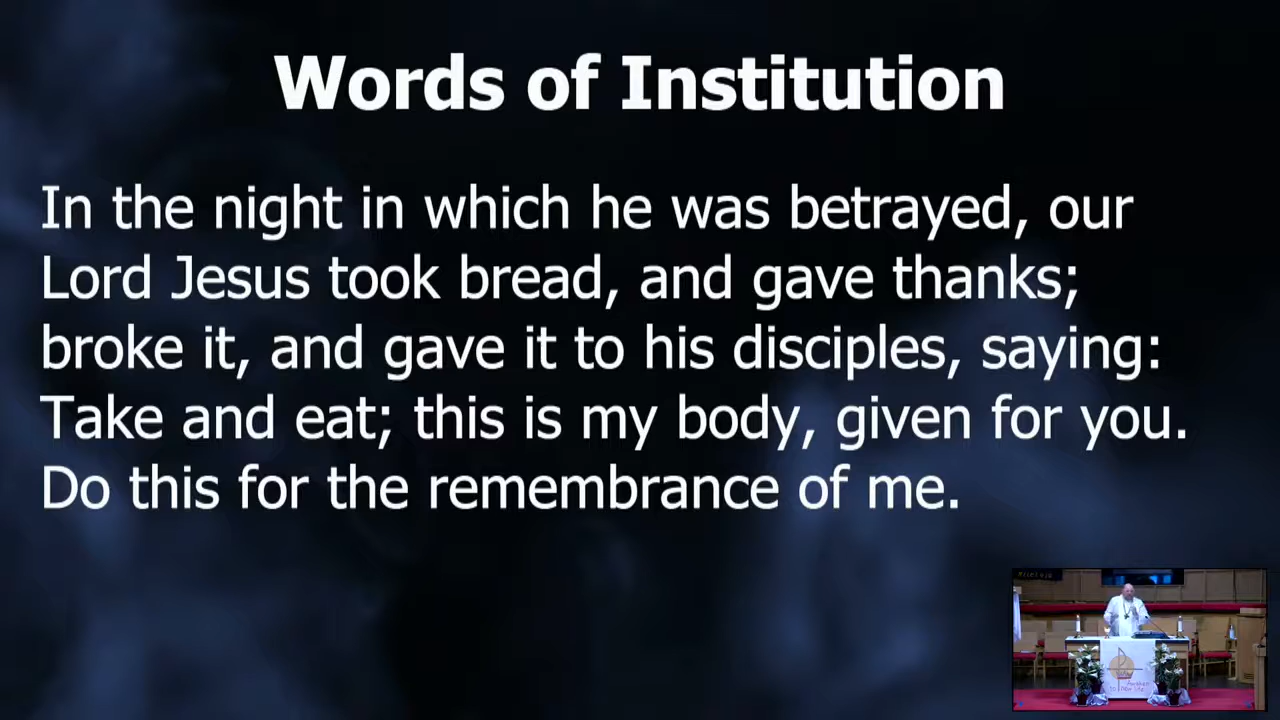 Words of Institution
In the night in which he was betrayed, our
Lord Jesus took bread, and gave thanks;
broke it, and gave it to his disciples, saying:
Take and eat; this is my body, given for you.
Do this for the remembrance of me.